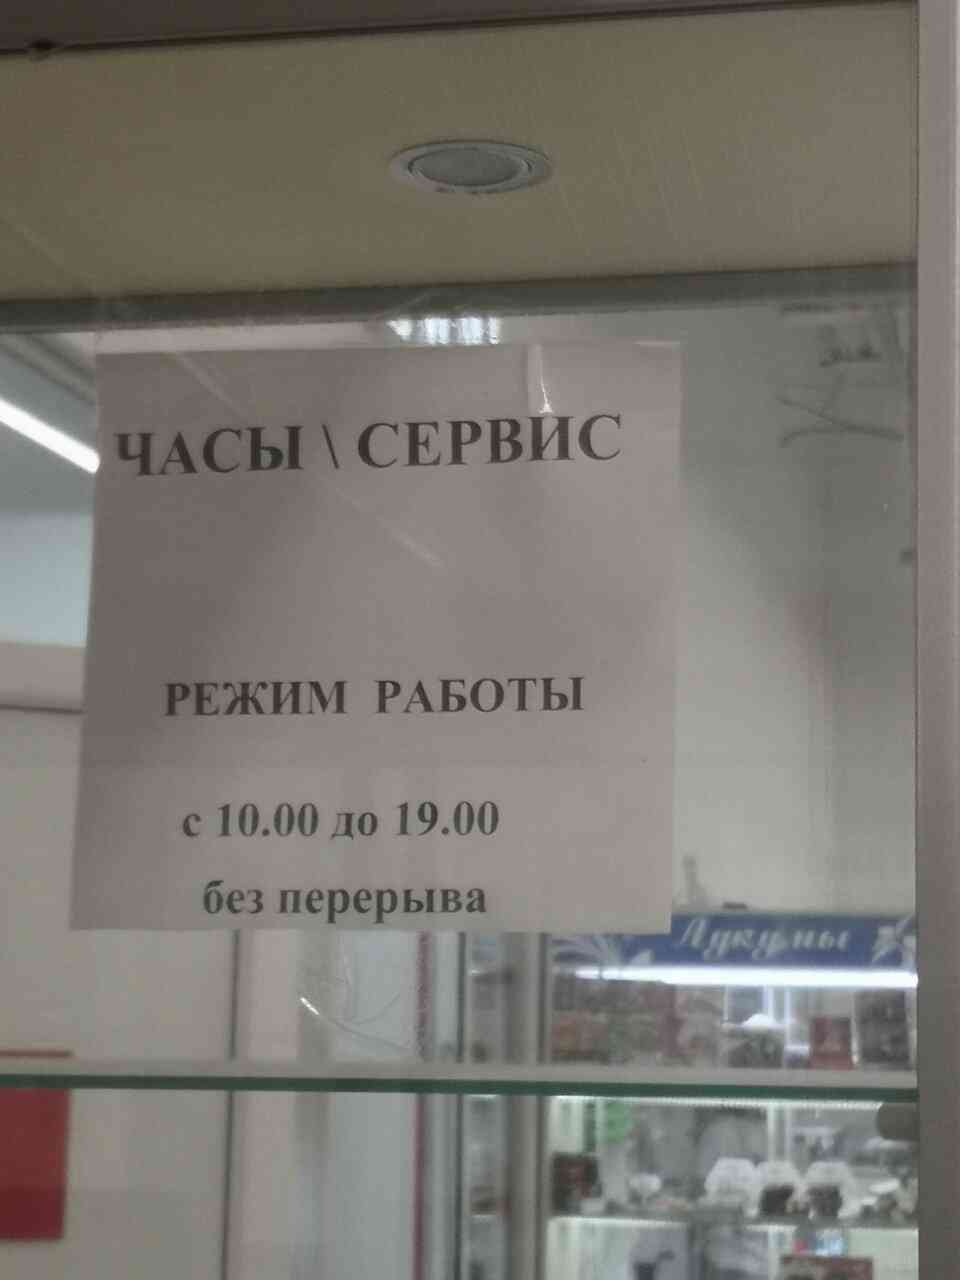 ЧАСЫ \ СЕРВИС
РЕЖИМ РАБОТЫ
с 10.00 до 19.00
без перерыва
Лукумы